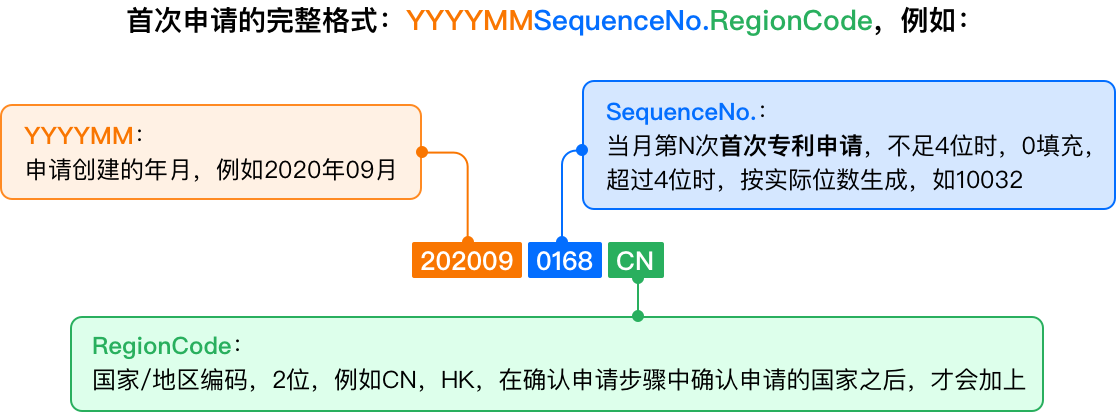 首次申请的完整格式：YYYYMMSequenceNo.RegionCode，例如：
YYYYMM：
申请创建的年月，例如2020年09月
SequenceNo.：
当月第N次首次专利申请，不足4位时，0填充，
超过4位时，按实际位数生成，如10032
202009 0168 CN
RegionCode：
国家/地区编码，2位，例如CN，HK，在确认申请步骤中确认申请的国家之后，才会加上